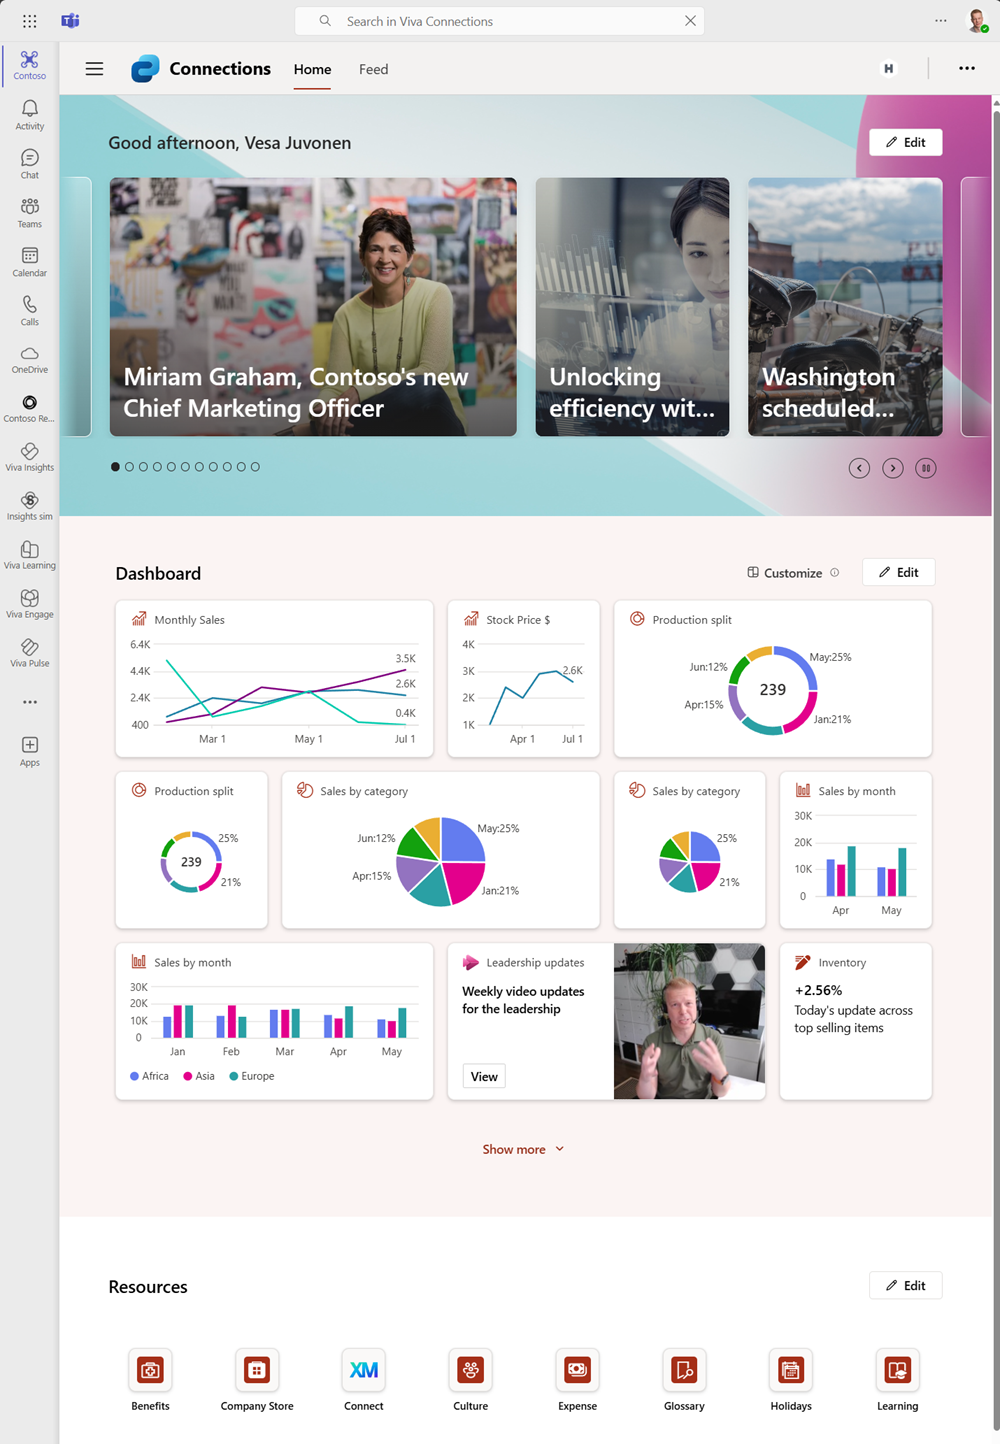 Search in Viva Connections
Contoso
Activity
Chat
Teams
Calendar
Calls
OneDrive
Contoso Re...
Viva Insights
Insights sim
Viva Learning
Viva Engage
Viva Pulse
Apps
Connections
Home
Feed
H
Good afternoon, Vesa Juvonen
Edit
Miriam Graham, Contoso's new
Chief Marketing Officer
Unlocking
efficiency wit...
Washington
scheduled...
Dashboard
Customize
Edit
Monthly Sales
6.4K
4.4K
2.4K
400
3.5K
2.6K
0.4K
Mar 1
May 1
Jul 1
Stock Price $
4K
3K
2K
1K
2.6K
Apr 1
Jul 1
Production split
Jun:12%
May:25%
Apr:15%
Jan:21%
239
Production split
25%
239
21%
Sales by category
Jun:12%
May:25%
Apr:15%
Jan:21%
Sales by category
25%
21%
Sales by month
30K
20K
10K
0
Apr
May
Sales by month
30K
20K
10K
0
Jan
Feb
Mar
Apr
May
Africa
Asia
Europe
Leadership updates
Weekly video updates
for the leadership
View
Inventory
+2.56%
Today's update across
top selling items
Show more
Resources
Edit
XM
Benefits
Company Store
Connect
Culture
Expense
Glossary
Holidays
Learning